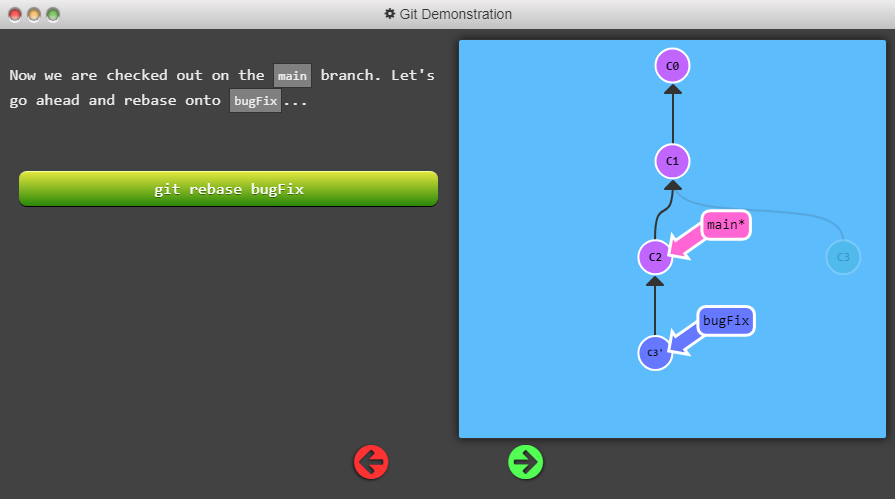 Git Demonstration
Now we are checked out on the main branch. Let's
go ahead and rebase onto bugFix...
git rebase bugFix
C0
C1
main*
C2
C3
bugFix
C3'